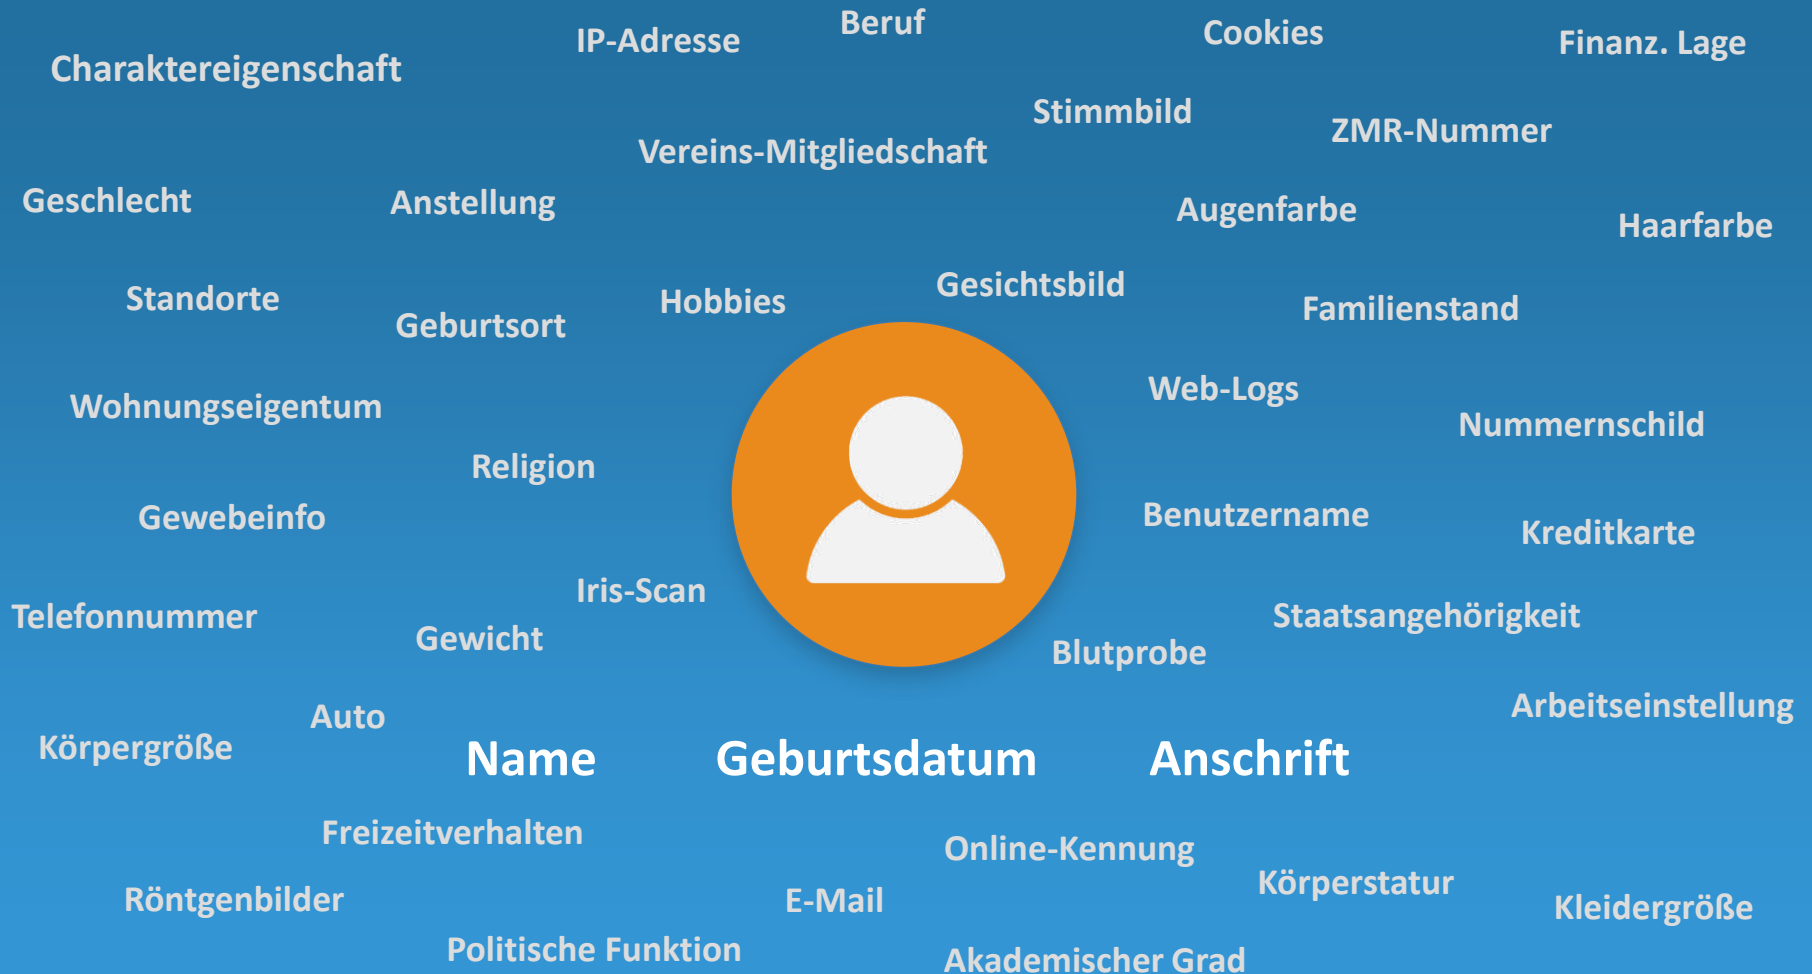 Beruf
Cookies
IP-Adresse
Finanz. Lage
Charaktereigenschaft
Stimmbild
ZMR-Nummer
Vereins-Mitgliedschaft
Geschlecht
Anstellung
Augenfarbe
Haarfarbe
Gesichtsbild
Standorte
Hobbies
Familienstand
Geburtsort
Web-Logs
Wohnungseigentum
Nummernschild
Religion
Benutzername
Gewebeinfo
Kreditkarte
Iris-Scan
Telefonnummer
Staatsangehörigkeit
Gewicht
Blutprobe
Arbeitseinstellung
Auto
Körpergröße
Name
Geburtsdatum
Anschrift
Freizeitverhalten
Online-Kennung
Körperstatur
Röntgenbilder
E-Mail
Kleidergröße
Politische Funktion
Akademischer Grad